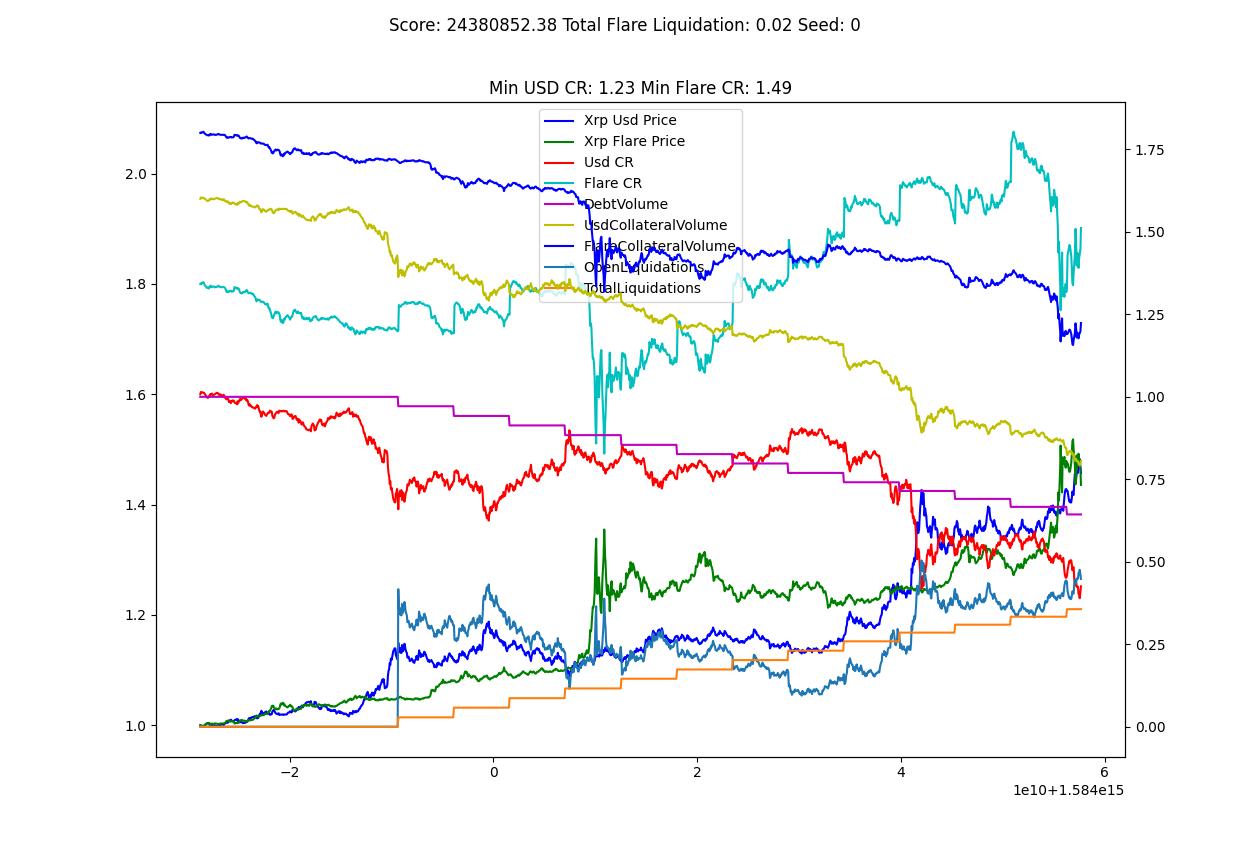 Score: 24380852.38 Total Flare Liquidation: 0.02 Seed: 0
Min USD CR: 1.23 Min Flare CR: 1.49
Xrp Usd Price
Xrp Flare Price
Usd CR
Flare CR
DebtVolume
UsdCollateralVolume
FlareCollateralVolume
OpenLiquidations
TotalLiquidations
2.0
1.8
1.6
1.4
1.2
1.0
1.75
1.50
1.25
1.00
0.75
0.50
0.25
0.00
−2
0
2
4
6
1e10+1.584e15